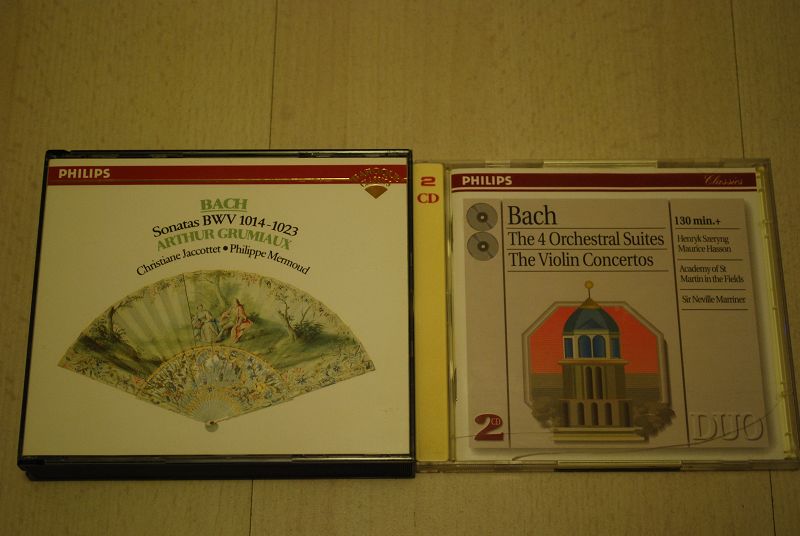 PHILIPS
BACH
Sonatas BWV 1014-1023
ARTHUR GRUMIAUX
Christiane Jaccottet • Philippe Mermoud
2
CD
PHILIPS
Classics
Bach
The 4 Orchestral Suites
The Violin Concertos
130 min.+
Henryk Szeryng
Maurice Hasson
Academy of St
Martin in the Fields
Sir Neville Marriner
2
CD
DUO